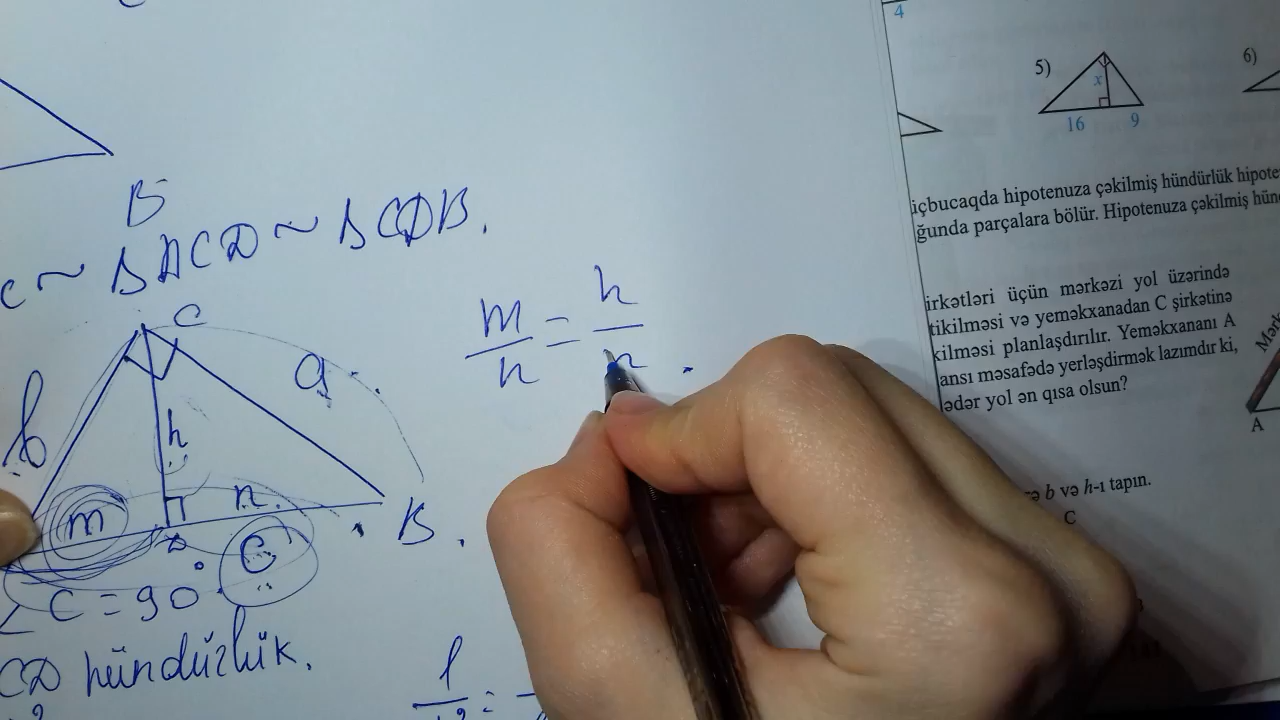 B
c ~ ΔACD ~ ΔCDB.
C
b
a
h
m
n
B.
D
c
∠C = 90°
CD hündürlük.
m/h = h/n.
4
5)
x
16
9
6)
içbucaqda hipotenuza çəkilmiş hündürlük hipote
ğunda parçalara bölür. Hipotenuza çəkilmiş hün
irkətləri üçün mərkəzi yol üzərində
tikilməsi və yeməkxanadan C şirkətinə
kilməsi planlaşdırılır. Yeməkxananı A
ansı məsafədə yerləşdirmək lazımdır ki,
ədər yol ən qısa olsun?
Mərk
A
ə b və h-ı tapın.
C